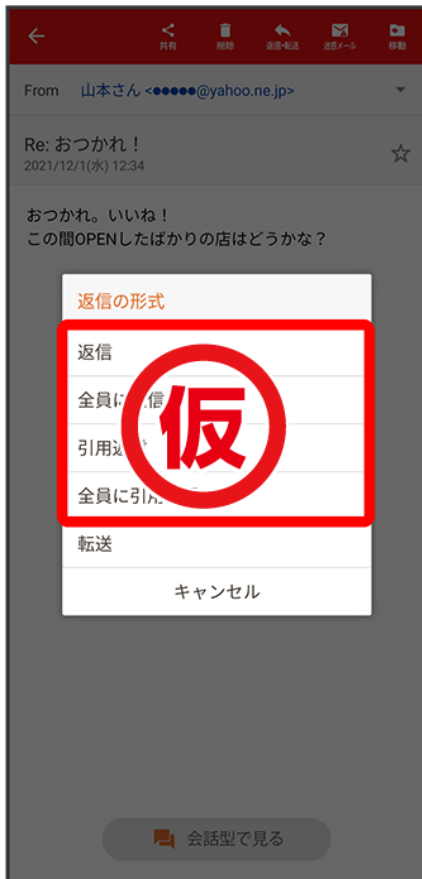 共有 削除 返信・転送 迷惑メール 移動
From 山本さん <●●●●●@yahoo.ne.jp>
Re: おつかれ！
2021/12/1(水) 12:34
おつかれ。いいね！
この間OPENしたばかりの店はどうかな？
返信の形式
返信
全員に 信
引用
全員に引用
転送
キャンセル
仮
会話型で見る